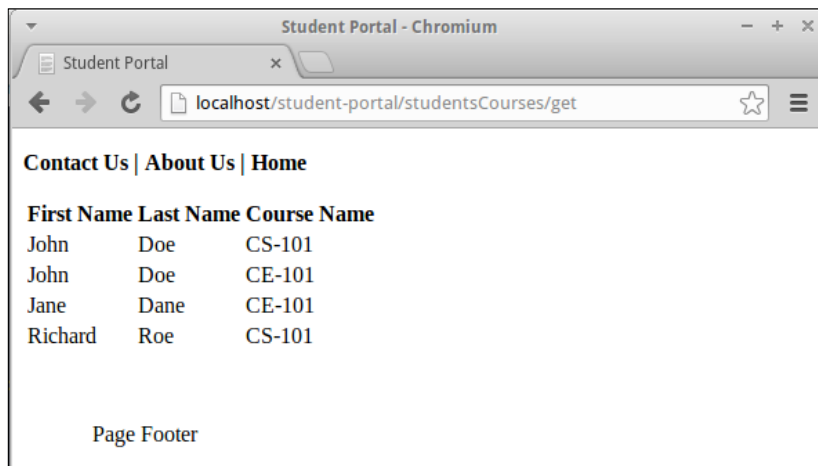 Student Portal - Chromium
Student Portal
localhost/student-portal/studentsCourses/get
Contact Us | About Us | Home
First Name Last Name Course Name
John Doe CS-101
John Doe CE-101
Jane Dane CE-101
Richard Roe CS-101
Page Footer